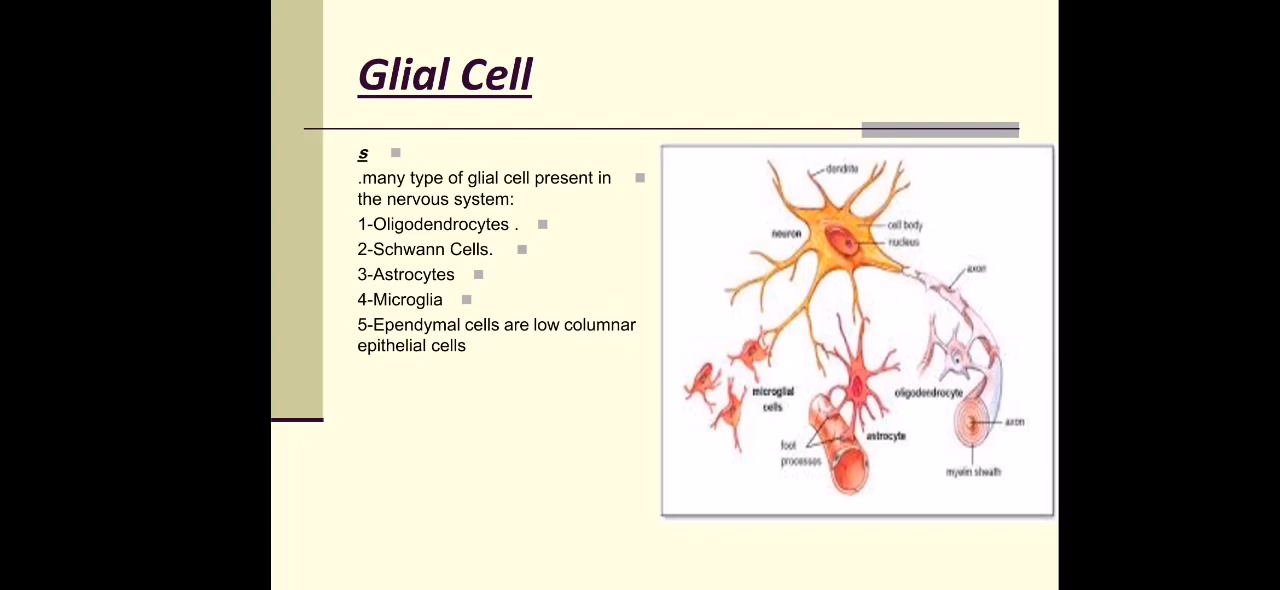 Glial Cell
s
.many type of glial cell present in
the nervous system:
1-Oligodendrocytes .
2-Schwann Cells.
3-Astrocytes
4-Microglia
5-Ependymal cells are low columnar
epithelial cells
dendrite
neuron
cell body
nucleus
axon
microglial
cells
oligodendrocyte
foot
processes
astrocyte
axon
myelin sheath